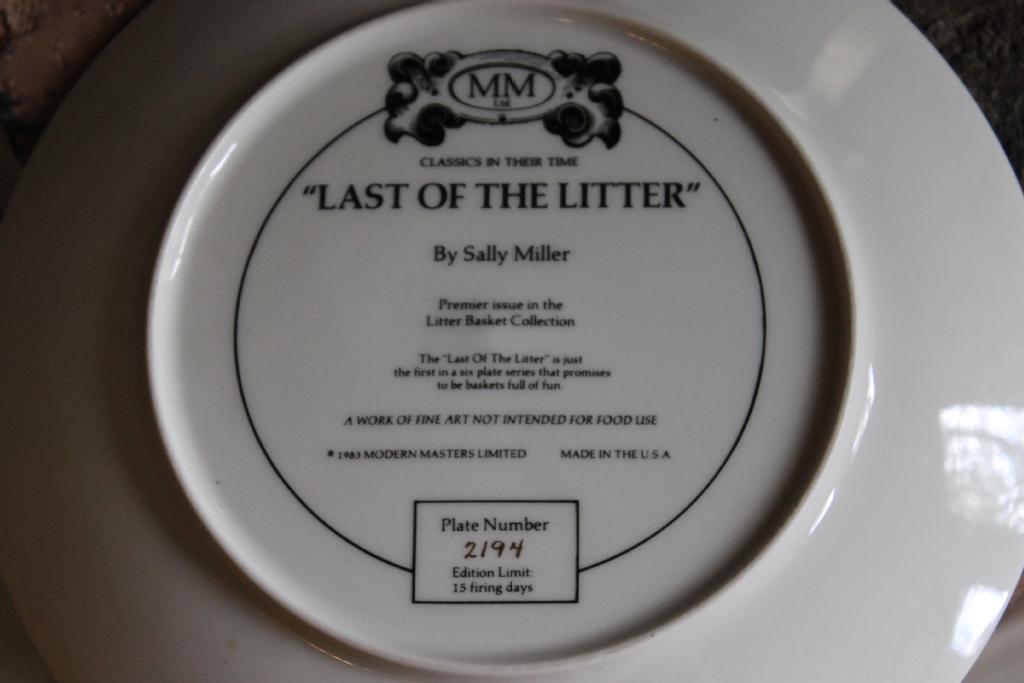 MM
Ltd.
CLASSICS IN THEIR TIME
"LAST OF THE LITTER"
By Sally Miller
Premier issue in the
Litter Basket Collection
The "Last Of The Litter" is just
the first in a six plate series that promises
to be baskets full of fun.
A WORK OF FINE ART NOT INTENDED FOR FOOD USE
© 1983 MODERN MASTERS LIMITED MADE IN THE U.S.A.
Plate Number
2194
Edition Limit:
15 firing days